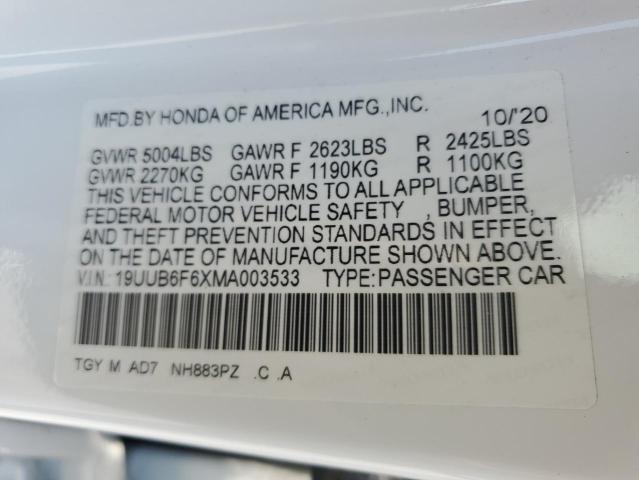 MFD.BY HONDA OF AMERICA MFG.,INC. 10/'20
GVWR 5004LBS GAWR F 2623LBS R 2425LBS
GVWR 2270KG GAWR F 1190KG R 1100KG
THIS VEHICLE CONFORMS TO ALL APPLICABLE
FEDERAL MOTOR VEHICLE SAFETY , BUMPER,
AND THEFT PREVENTION STANDARDS IN EFFECT
ON THE DATE OF MANUFACTURE SHOWN ABOVE.
V.I.N.:19UUB6F6XMA003533 TYPE:PASSENGER CAR
TGY M AD7 NH883PZ .C .A